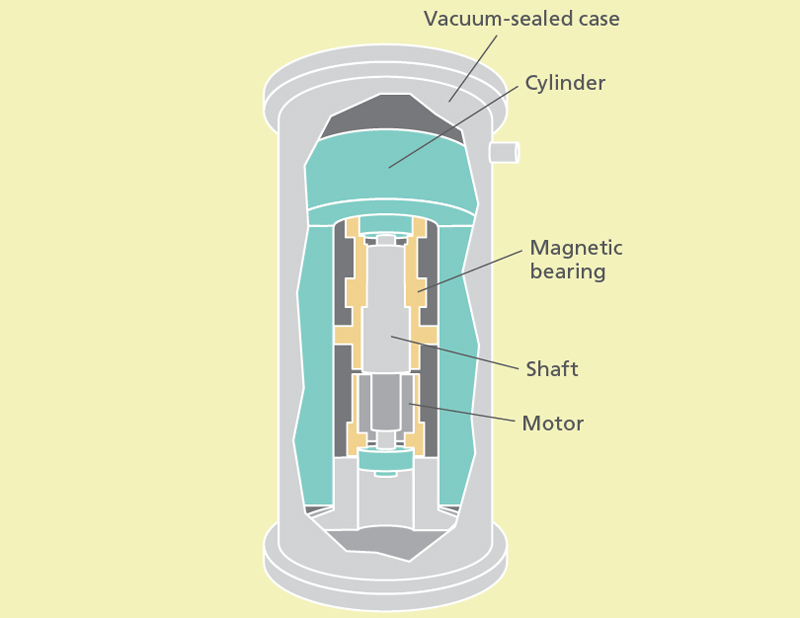 Vacuum-sealed case
Cylinder
Magnetic
bearing
Shaft
Motor